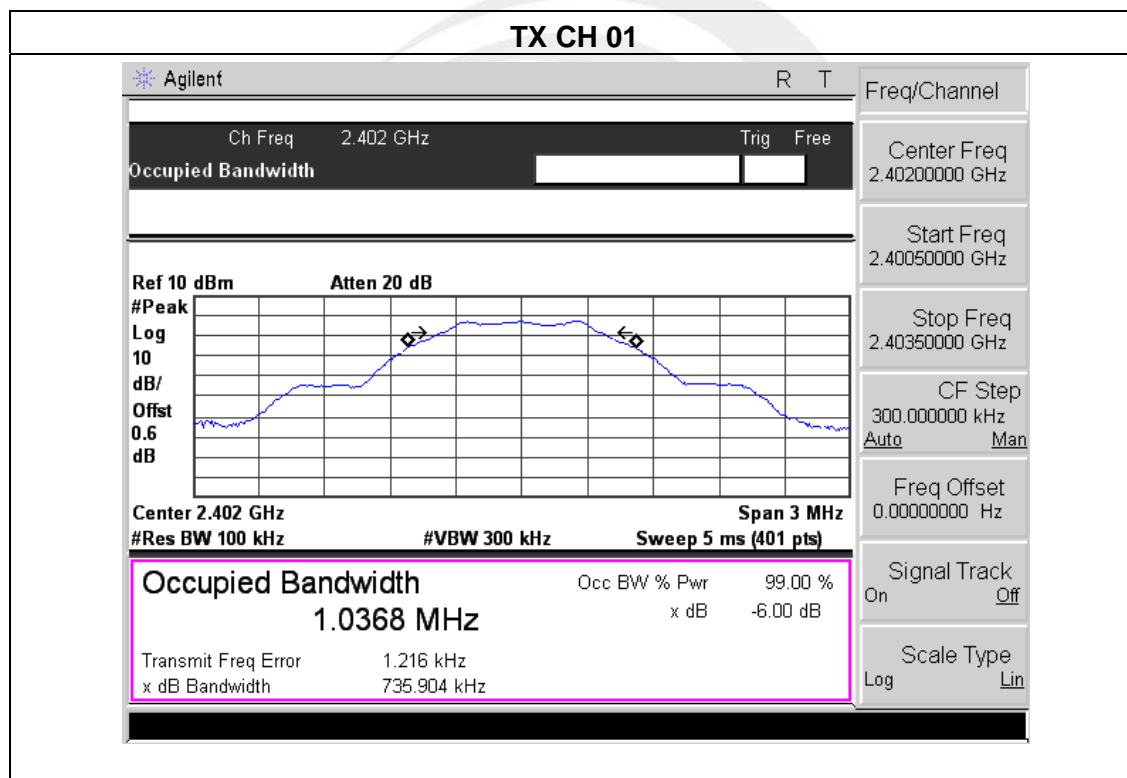 TX CH 01
Agilent R T
Ch Freq 2.402 GHz Trig Free
Occupied Bandwidth
Ref 10 dBm Atten 20 dB
#Peak
Log
10
dB/
Offst
0.6
dB
Center 2.402 GHz Span 3 MHz
#Res BW 100 kHz #VBW 300 kHz Sweep 5 ms (401 pts)
Occupied Bandwidth Occ BW % Pwr 99.00 %
1.0368 MHz x dB -6.00 dB
Transmit Freq Error 1.216 kHz
x dB Bandwidth 735.904 kHz
Freq/Channel
Center Freq
2.40200000 GHz
Start Freq
2.40050000 GHz
Stop Freq
2.40350000 GHz
CF Step
300.000000 kHz
Auto Man
Freq Offset
0.00000000 Hz
Signal Track
On Off
Scale Type
Log Lin